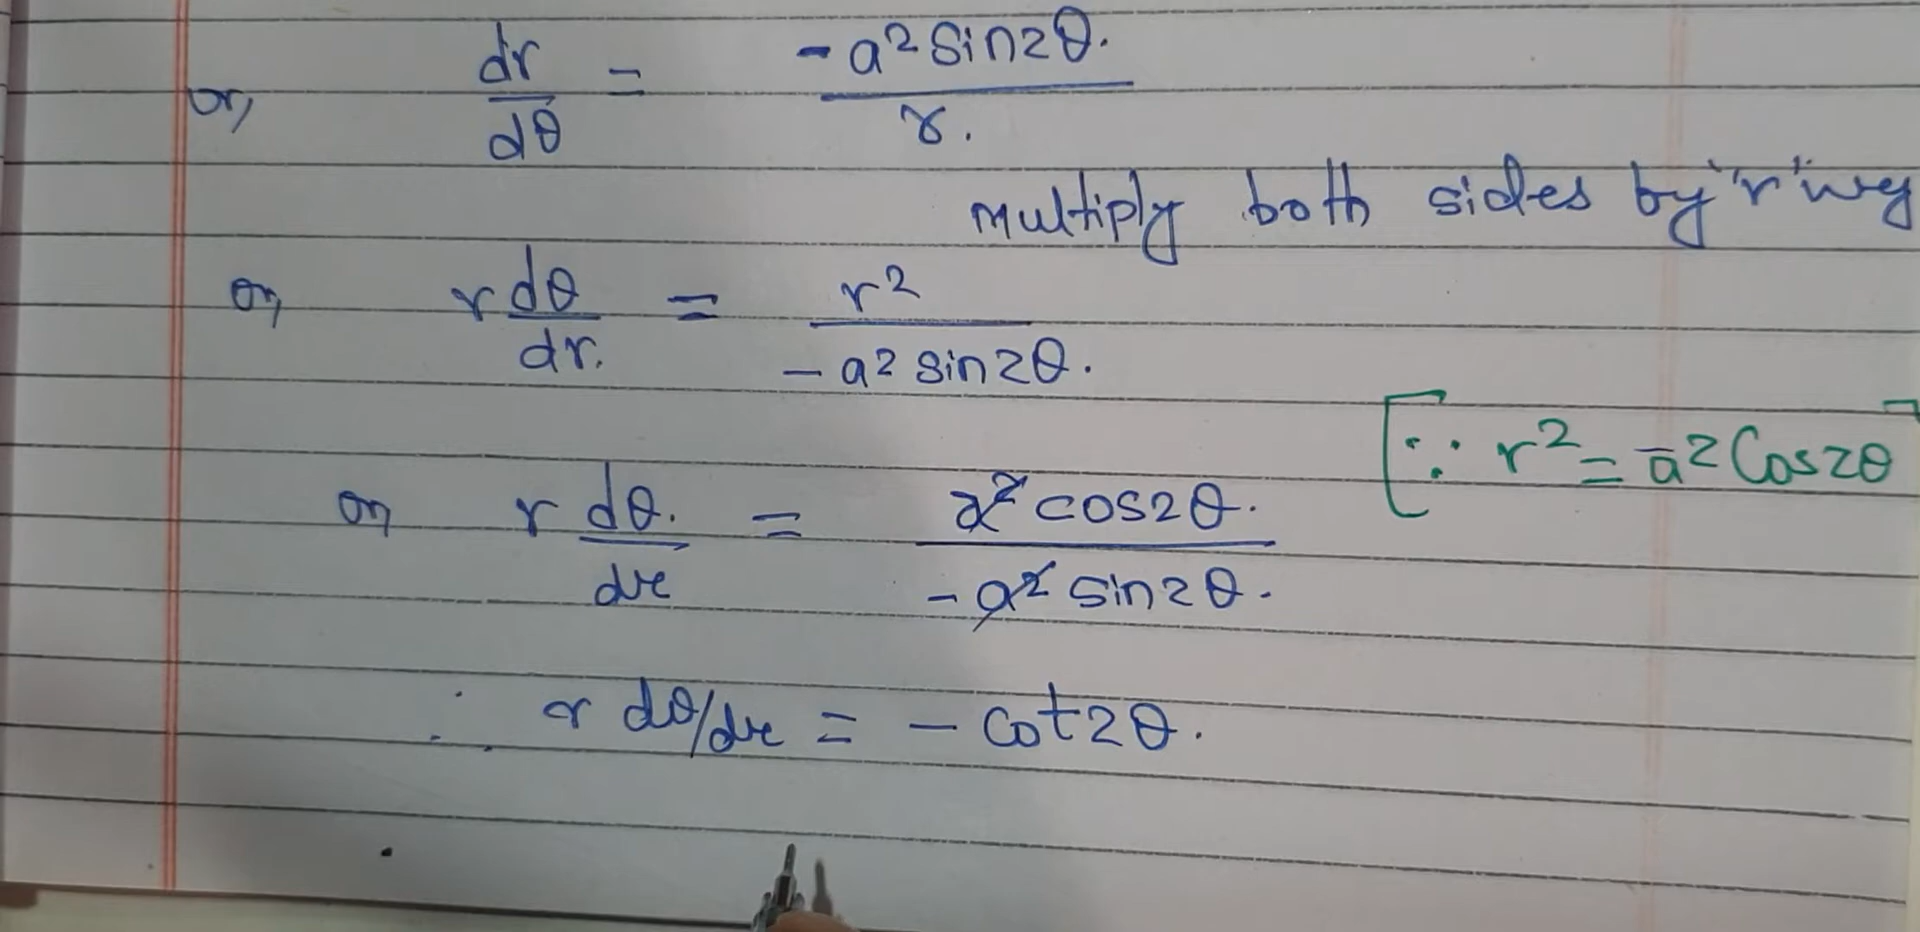 or, dr/dθ = -a² sin2θ. / r.
multiply both sides by "r" wy
or, r dθ/dr. = r² / -a² sin2θ.
[∵ r² = a² Cos2θ]
or r dθ./dr = a² cos2θ. / -a² sin2θ.
∴ r dθ/dr = - cot2θ.